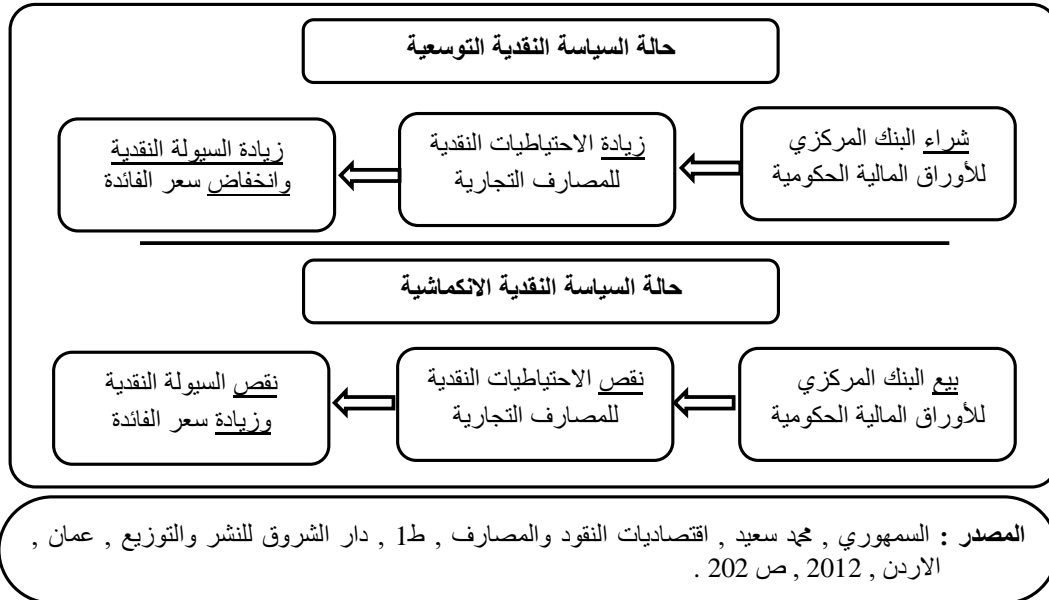 حالة السياسة النقدية التوسعية
شراء البنك المركزي
للأوراق المالية الحكومية
زيادة الاحتياطيات النقدية
للمصارف التجارية
زيادة السيولة النقدية
وانخفاض سعر الفائدة
حالة السياسة النقدية الانكماشية
بيع البنك المركزي
للأوراق المالية الحكومية
نقص الاحتياطيات النقدية
للمصارف التجارية
نقص السيولة النقدية
وزيادة سعر الفائدة
المصدر : السمهوري , محمد سعيد , اقتصاديات النقود والمصارف , ط1 , دار الشروق للنشر والتوزيع , عمان ,
الاردن , 2012 , ص 202 .